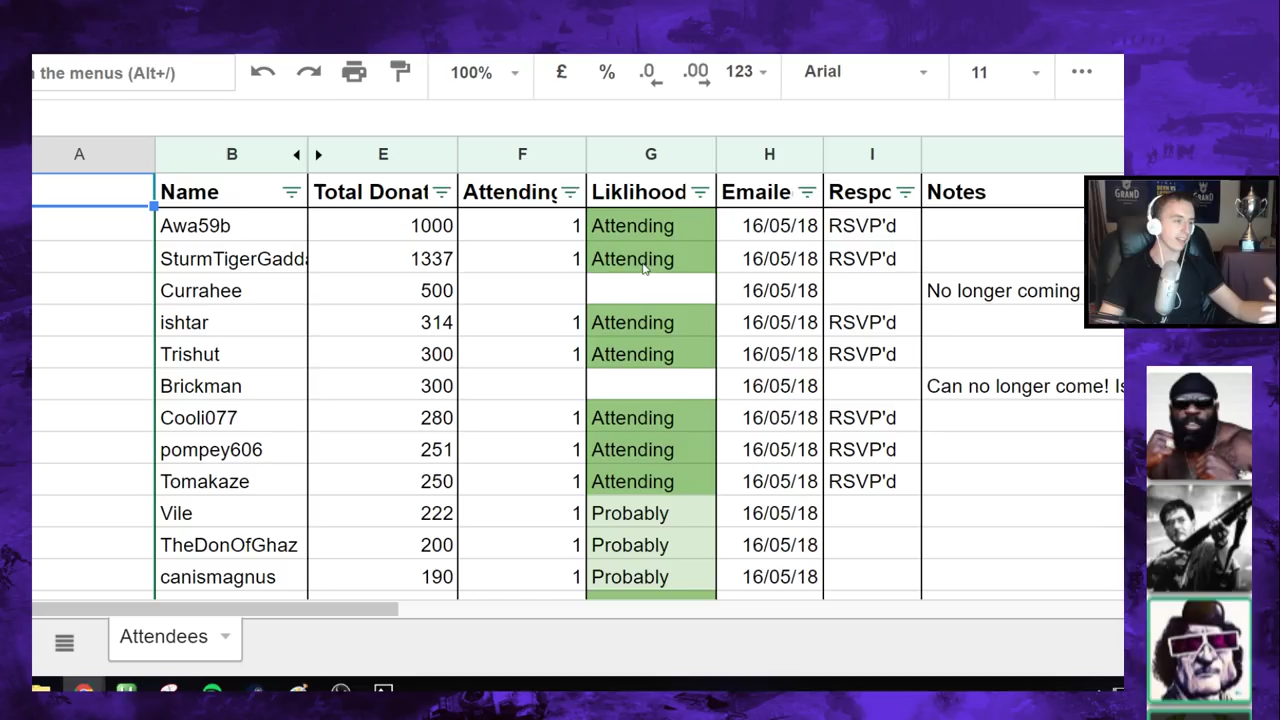 n the menus (Alt+/) 100% £ % .0 .00 123 Arial 11
A B E F G H I
Name Total Donat Attending Liklihood Emaile Respo Notes
Awa59b 1000 1 Attending 16/05/18 RSVP'd
SturmTigerGadda 1337 1 Attending 16/05/18 RSVP'd
Currahee 500 16/05/18 No longer coming
ishtar 314 1 Attending 16/05/18 RSVP'd
Trishut 300 1 Attending 16/05/18 RSVP'd
Brickman 300 16/05/18 Can no longer come! Is
Cooli077 280 1 Attending 16/05/18 RSVP'd
pompey606 251 1 Attending 16/05/18 RSVP'd
Tomakaze 250 1 Attending 16/05/18 RSVP'd
Vile 222 1 Probably 16/05/18
TheDonOfGhaz 200 1 Probably 16/05/18
canismagnus 190 1 Probably 16/05/18
Attendees